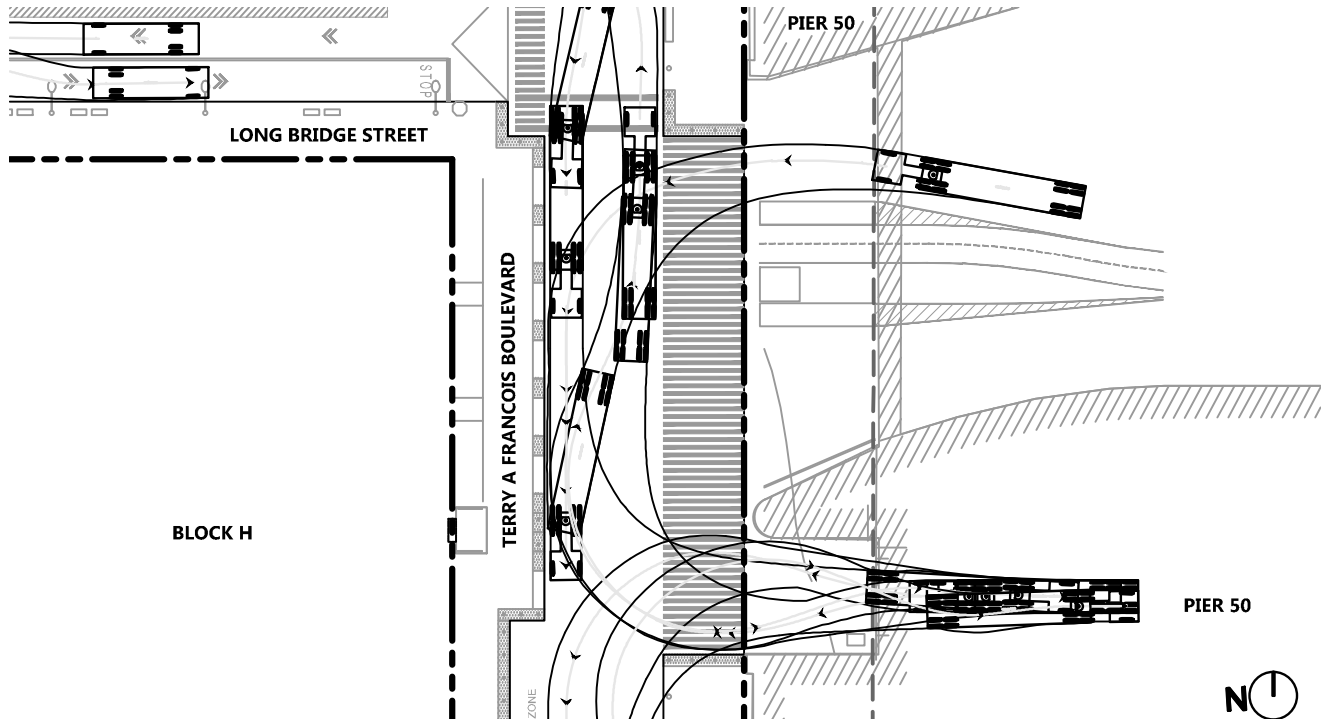 PIER 50
STOP
LONG BRIDGE STREET
TERRY A FRANCOIS BOULEVARD
BLOCK H
PIER 50
ZONE
N